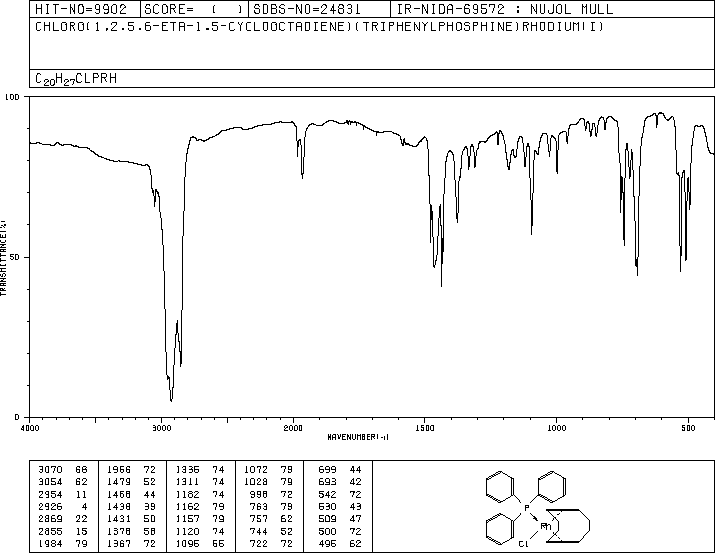 HIT-NO=9902 SCORE= ( ) SDBS-NO=24831 IR-NIDA-69572 : NUJOL MULL
CHLORO(1,2,5,6-ETA-1,5-CYCLOOCTADIENE)(TRIPHENYLPHOSPHINE)RHODIUM(I)
C20H27CLPRH
100
50
0
TRANSMITTANCE(%)
4000 3000 2000 1500 1000 500
WAVENUMBER(-1)
3070 68 1966 72 1336 74 1072 79 699 44
3054 62 1479 52 1311 74 1028 79 693 42
2954 11 1468 44 1182 74 998 72 542 72
2926 4 1438 39 1162 79 763 79 530 43
2869 22 1431 50 1157 79 757 62 509 47
2855 15 1378 58 1120 74 744 52 500 72
1984 79 1367 72 1095 55 722 72 495 62
P
Rh
Cl